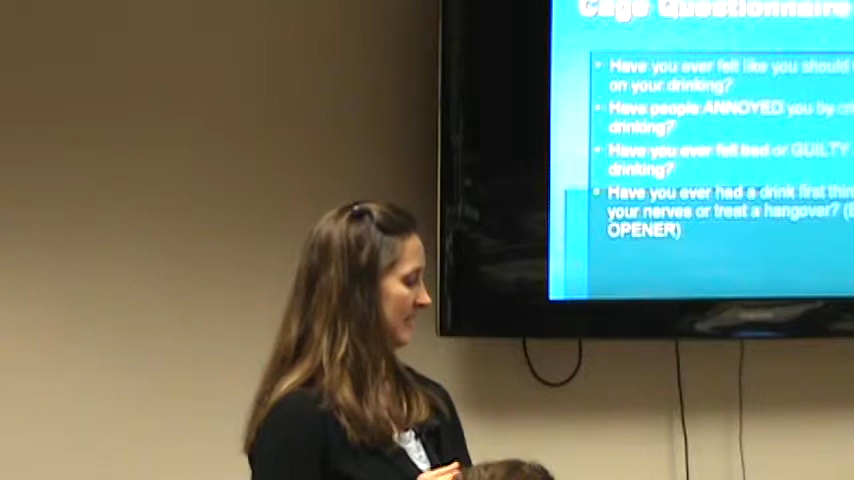 Cage Questionnaire
• Have you ever felt like you should
on your drinking?
• Have people ANNOYED you by
drinking?
• Have you ever felt bad or GUILTY
drinking?
• Have you ever had a drink first
your nerves or treat a hangover?
OPENER)